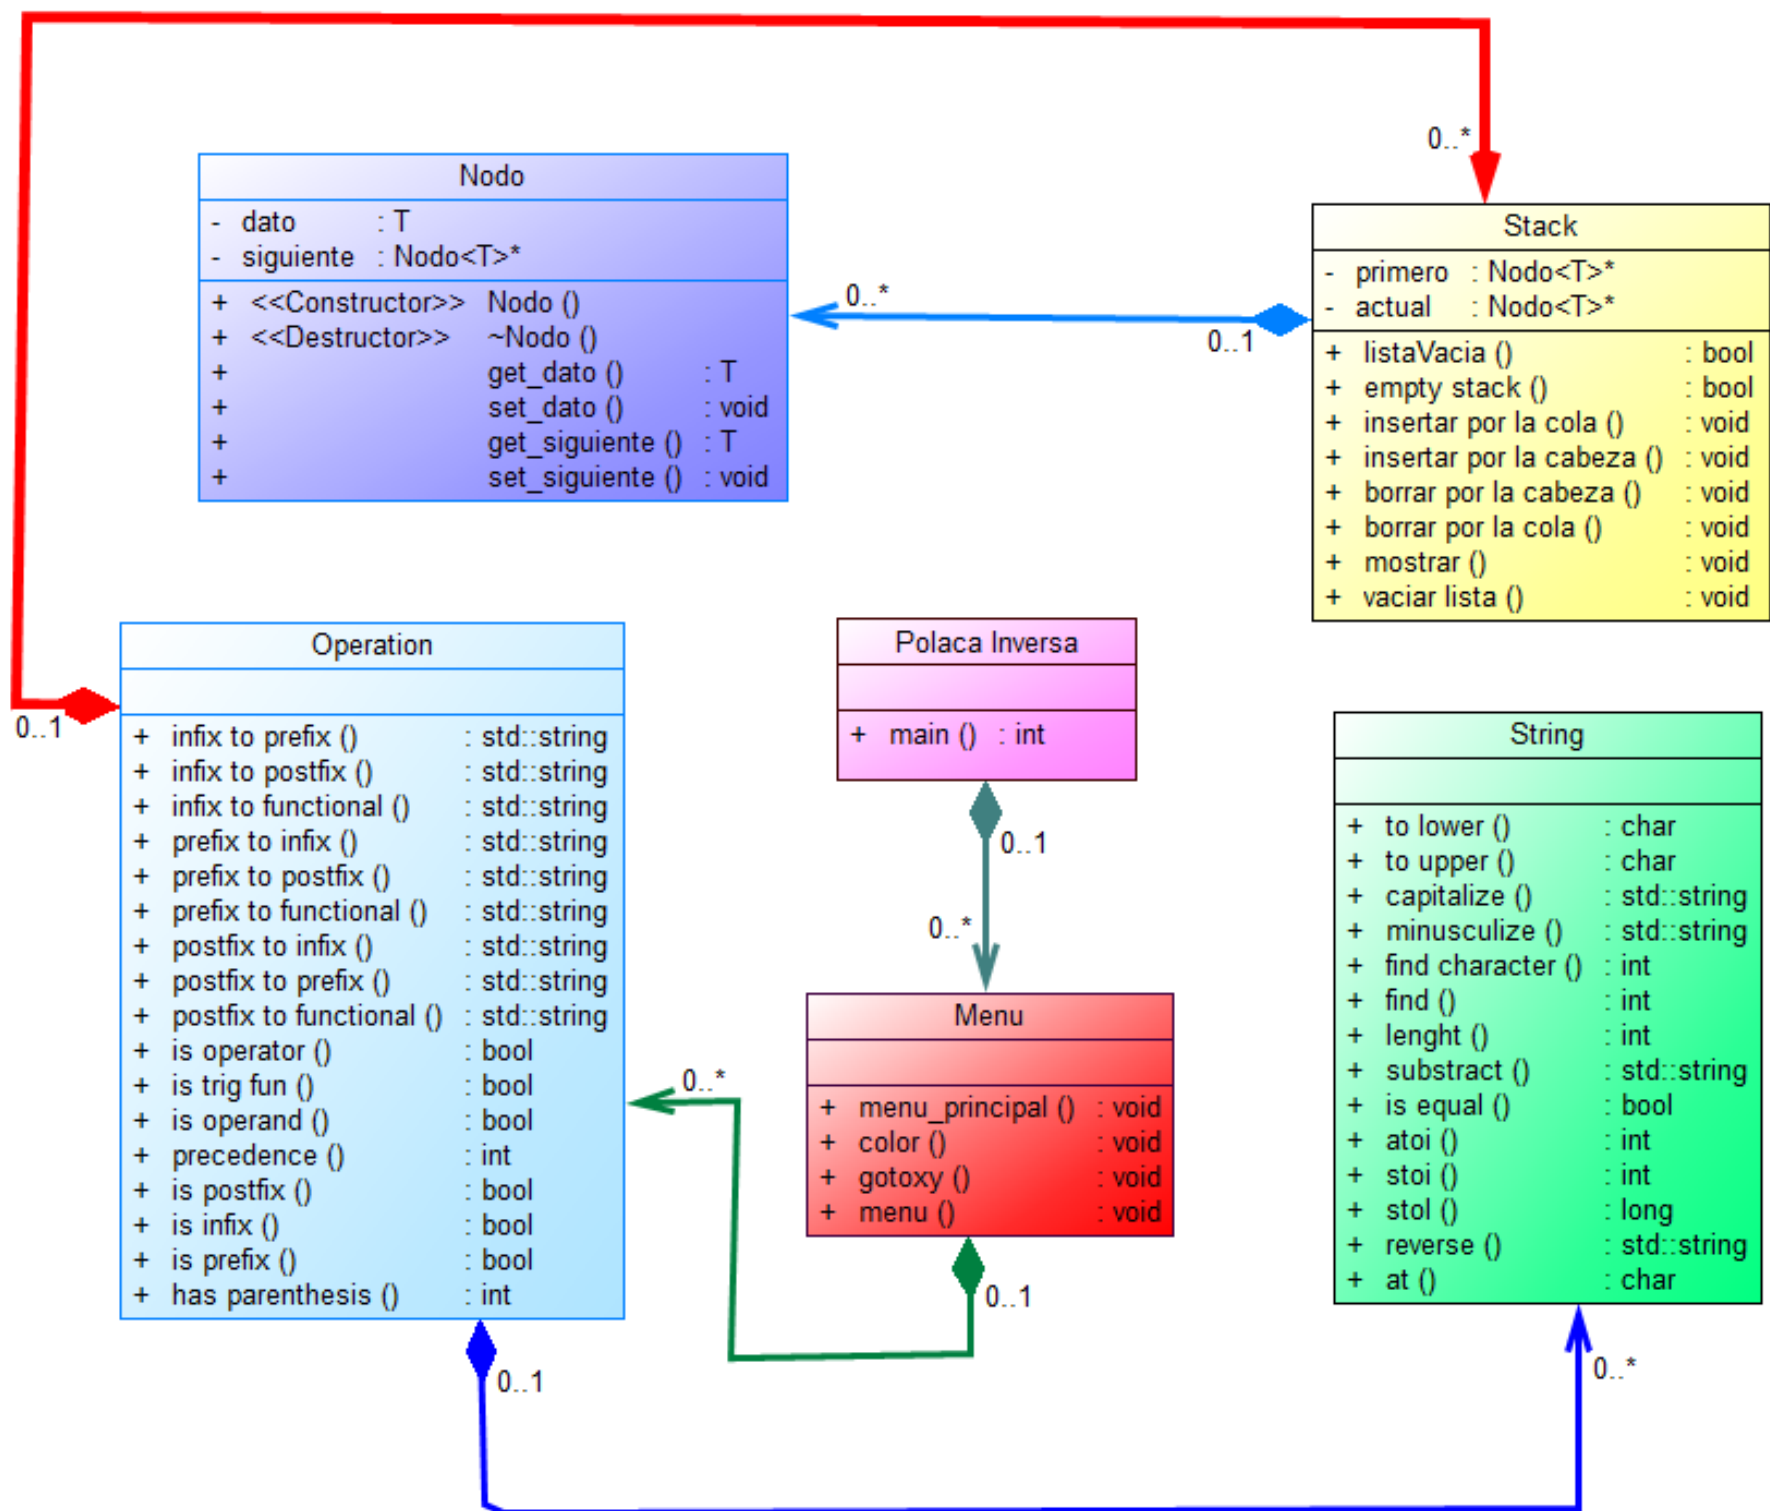 0..*
Nodo
- dato : T
- siguiente : Nodo<T>*
+ <<Constructor>> Nodo ()
+ <<Destructor>> ~Nodo ()
+ get_dato () : T
+ set_dato () : void
+ get_siguiente () : T
+ set_siguiente () : void
0..*
0..1
Stack
- primero : Nodo<T>*
- actual : Nodo<T>*
+ listaVacia () : bool
+ empty stack () : bool
+ insertar por la cola () : void
+ insertar por la cabeza () : void
+ borrar por la cabeza () : void
+ borrar por la cola () : void
+ mostrar () : void
+ vaciar lista () : void
0..1
Operation
+ infix to prefix () : std::string
+ infix to postfix () : std::string
+ infix to functional () : std::string
+ prefix to infix () : std::string
+ prefix to postfix () : std::string
+ prefix to functional () : std::string
+ postfix to infix () : std::string
+ postfix to prefix () : std::string
+ postfix to functional () : std::string
+ is operator () : bool
+ is trig fun () : bool
+ is operand () : bool
+ precedence () : int
+ is postfix () : bool
+ is infix () : bool
+ is prefix () : bool
+ has parenthesis () : int
0..1
Polaca Inversa
+ main () : int
0..1
0..*
Menu
+ menu_principal () : void
+ color () : void
+ gotoxy () : void
+ menu () : void
0..*
0..1
String
+ to lower () : char
+ to upper () : char
+ capitalize () : std::string
+ minusculize () : std::string
+ find character () : int
+ find () : int
+ lenght () : int
+ substract () : std::string
+ is equal () : bool
+ atoi () : int
+ stoi () : int
+ stol () : long
+ reverse () : std::string
+ at () : char
0..*